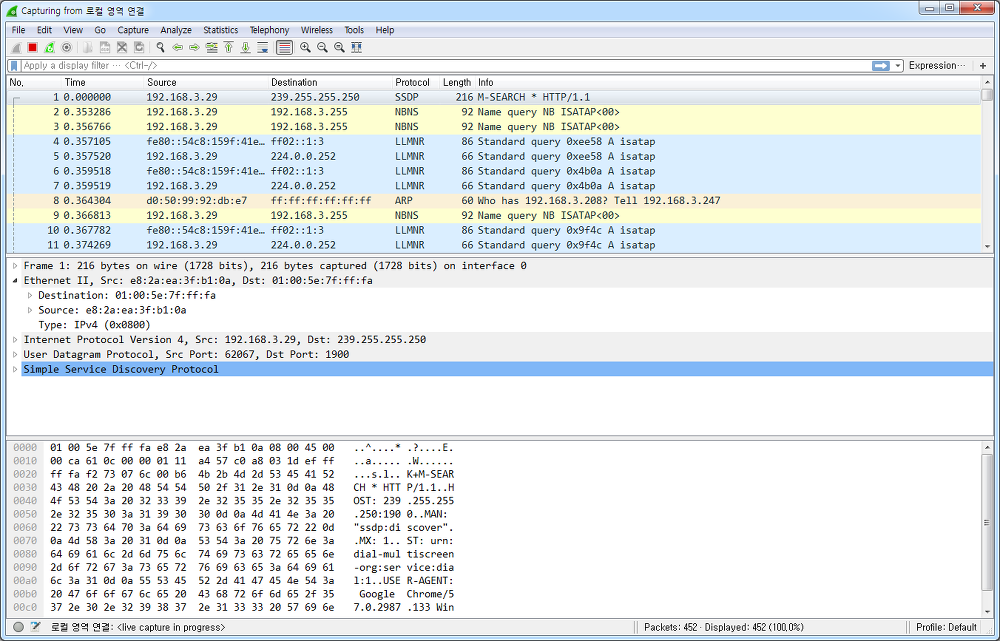 Capturing from 로컬 영역 연결
File Edit View Go Capture Analyze Statistics Telephony Wireless Tools Help
Apply a display filter ··· <Ctrl-/> Expression··· +
No. Time Source Destination Protocol Length Info
1 0.000000 192.168.3.29 239.255.255.250 SSDP 216 M-SEARCH * HTTP/1.1
2 0.353286 192.168.3.29 192.168.3.255 NBNS 92 Name query NB ISATAP<00>
3 0.356766 192.168.3.29 192.168.3.255 NBNS 92 Name query NB ISATAP<00>
4 0.357105 fe80::54c8:159f:41e… ff02::1:3 LLMNR 86 Standard query 0xee58 A isatap
5 0.357520 192.168.3.29 224.0.0.252 LLMNR 66 Standard query 0xee58 A isatap
6 0.359518 fe80::54c8:159f:41e… ff02::1:3 LLMNR 86 Standard query 0x4b0a A isatap
7 0.359519 192.168.3.29 224.0.0.252 LLMNR 66 Standard query 0x4b0a A isatap
8 0.364304 d0:50:99:92:db:e7 ff:ff:ff:ff:ff:ff ARP 60 Who has 192.168.3.208? Tell 192.168.3.247
9 0.366813 192.168.3.29 192.168.3.255 NBNS 92 Name query NB ISATAP<00>
10 0.367782 fe80::54c8:159f:41e… ff02::1:3 LLMNR 86 Standard query 0x9f4c A isatap
11 0.374269 192.168.3.29 224.0.0.252 LLMNR 66 Standard query 0x9f4c A isatap
Frame 1: 216 bytes on wire (1728 bits), 216 bytes captured (1728 bits) on interface 0
Ethernet II, Src: e8:2a:ea:3f:b1:0a, Dst: 01:00:5e:7f:ff:fa
Destination: 01:00:5e:7f:ff:fa
Source: e8:2a:ea:3f:b1:0a
Type: IPv4 (0x0800)
Internet Protocol Version 4, Src: 192.168.3.29, Dst: 239.255.255.250
User Datagram Protocol, Src Port: 62067, Dst Port: 1900
Simple Service Discovery Protocol
0000 01 00 5e 7f ff fa e8 2a ea 3f b1 0a 08 00 45 00 ..^....* .?....E.
0010 00 ca 61 0c 00 00 01 11 a4 57 c0 a8 03 1d ef ff ..a..... .W......
0020 ff fa f2 73 07 6c 00 b6 4b 2b 4d 2d 53 45 41 52 ...s.l.. K+M-SEAR
0030 43 48 20 2a 20 48 54 54 50 2f 31 2e 31 0d 0a 48 CH * HTT P/1.1..H
0040 4f 53 54 3a 20 32 33 39 2e 32 35 35 2e 32 35 35 OST: 239 .255.255
0050 2e 32 35 30 3a 31 39 30 30 0d 0a 4d 41 4e 3a 20 .250:190 0..MAN:
0060 22 73 73 64 70 3a 64 69 73 63 6f 76 65 72 22 0d "ssdp:di scover".
0070 0a 4d 58 3a 20 31 0d 0a 53 54 3a 20 75 72 6e 3a .MX: 1.. ST: urn:
0080 64 69 61 6c 2d 6d 75 6c 74 69 73 63 72 65 65 6e dial-mul tiscreen
0090 2d 6f 72 67 3a 73 65 72 76 69 63 65 3a 64 69 61 -org:ser vice:dia
00a0 6c 3a 31 0d 0a 55 53 45 52 2d 41 47 45 4e 54 3a l:1..USE R-AGENT:
00b0 20 47 6f 6f 67 6c 65 20 43 68 72 6f 6d 65 2f 35 Google Chrome/5
00c0 37 2e 30 2e 32 39 38 37 2e 31 33 33 20 57 69 6e 7.0.2987 .133 Win
로컬 영역 연결: <live capture in progress> Packets: 452 · Displayed: 452 (100,0%) Profile: Default